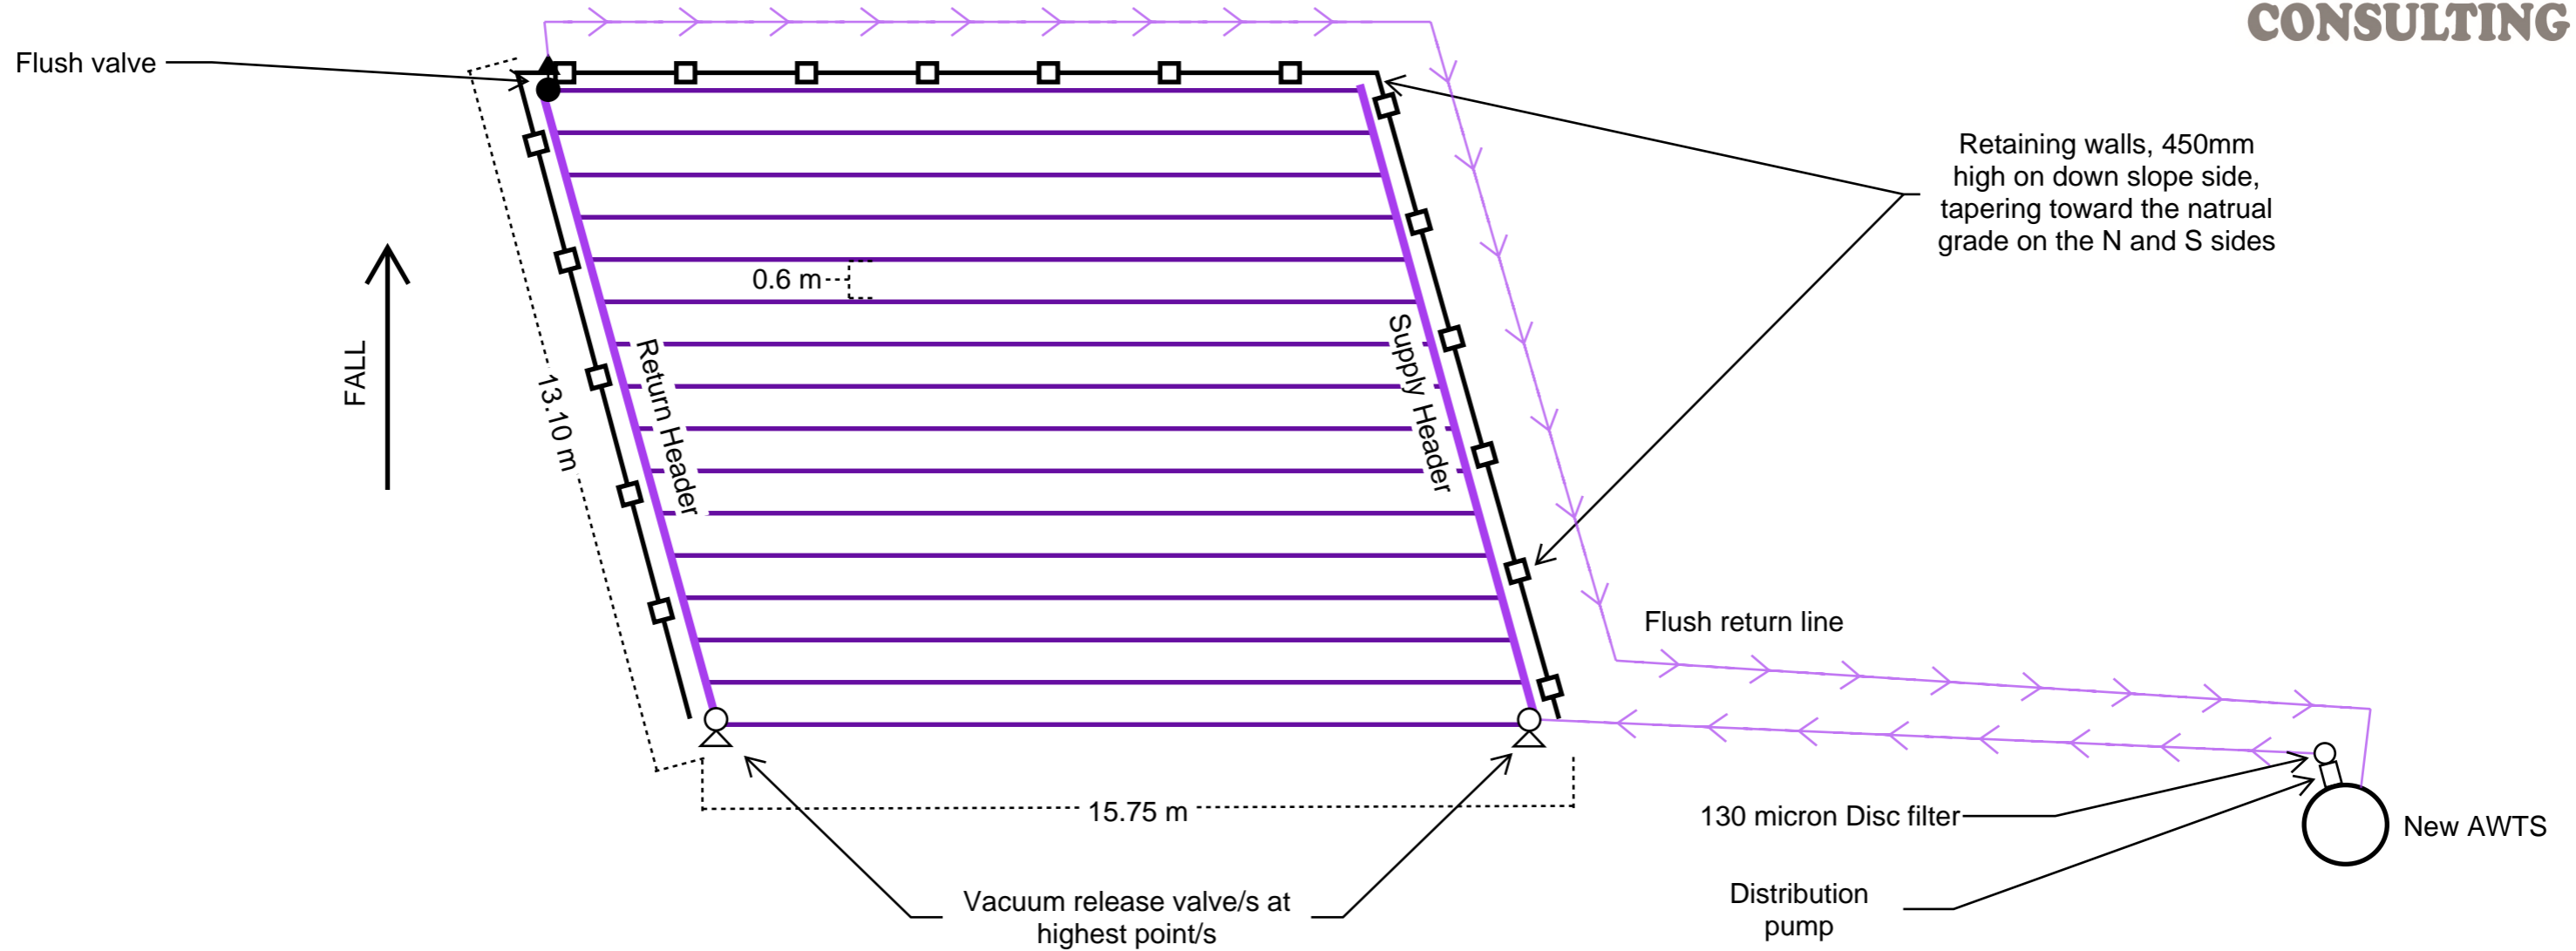 CONSULTING
Flush valve
Retaining walls, 450mm
high on down slope side,
tapering toward the natrual
grade on the N and S sides
0.6 m
FALL
13.10 m
Return Header
Supply Header
Flush return line
15.75 m
130 micron Disc filter
New AWTS
Vacuum release valve/s at
highest point/s
Distribution
pump